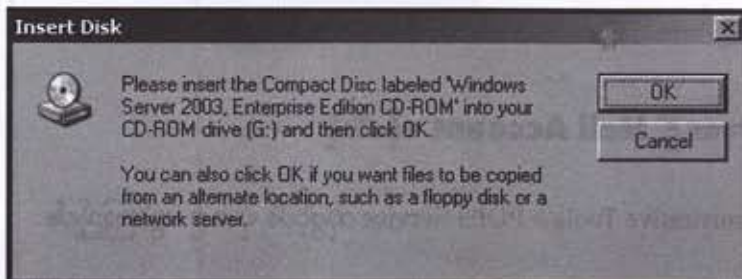 Insert Disk
Please insert the Compact Disc labeled 'Windows
Server 2003, Enterprise Edition CD-ROM' into your
CD-ROM drive (G:) and then click OK.
You can also click OK if you want files to be copied
from an alternate location, such as a floppy disk or a
network server.
OK
Cancel